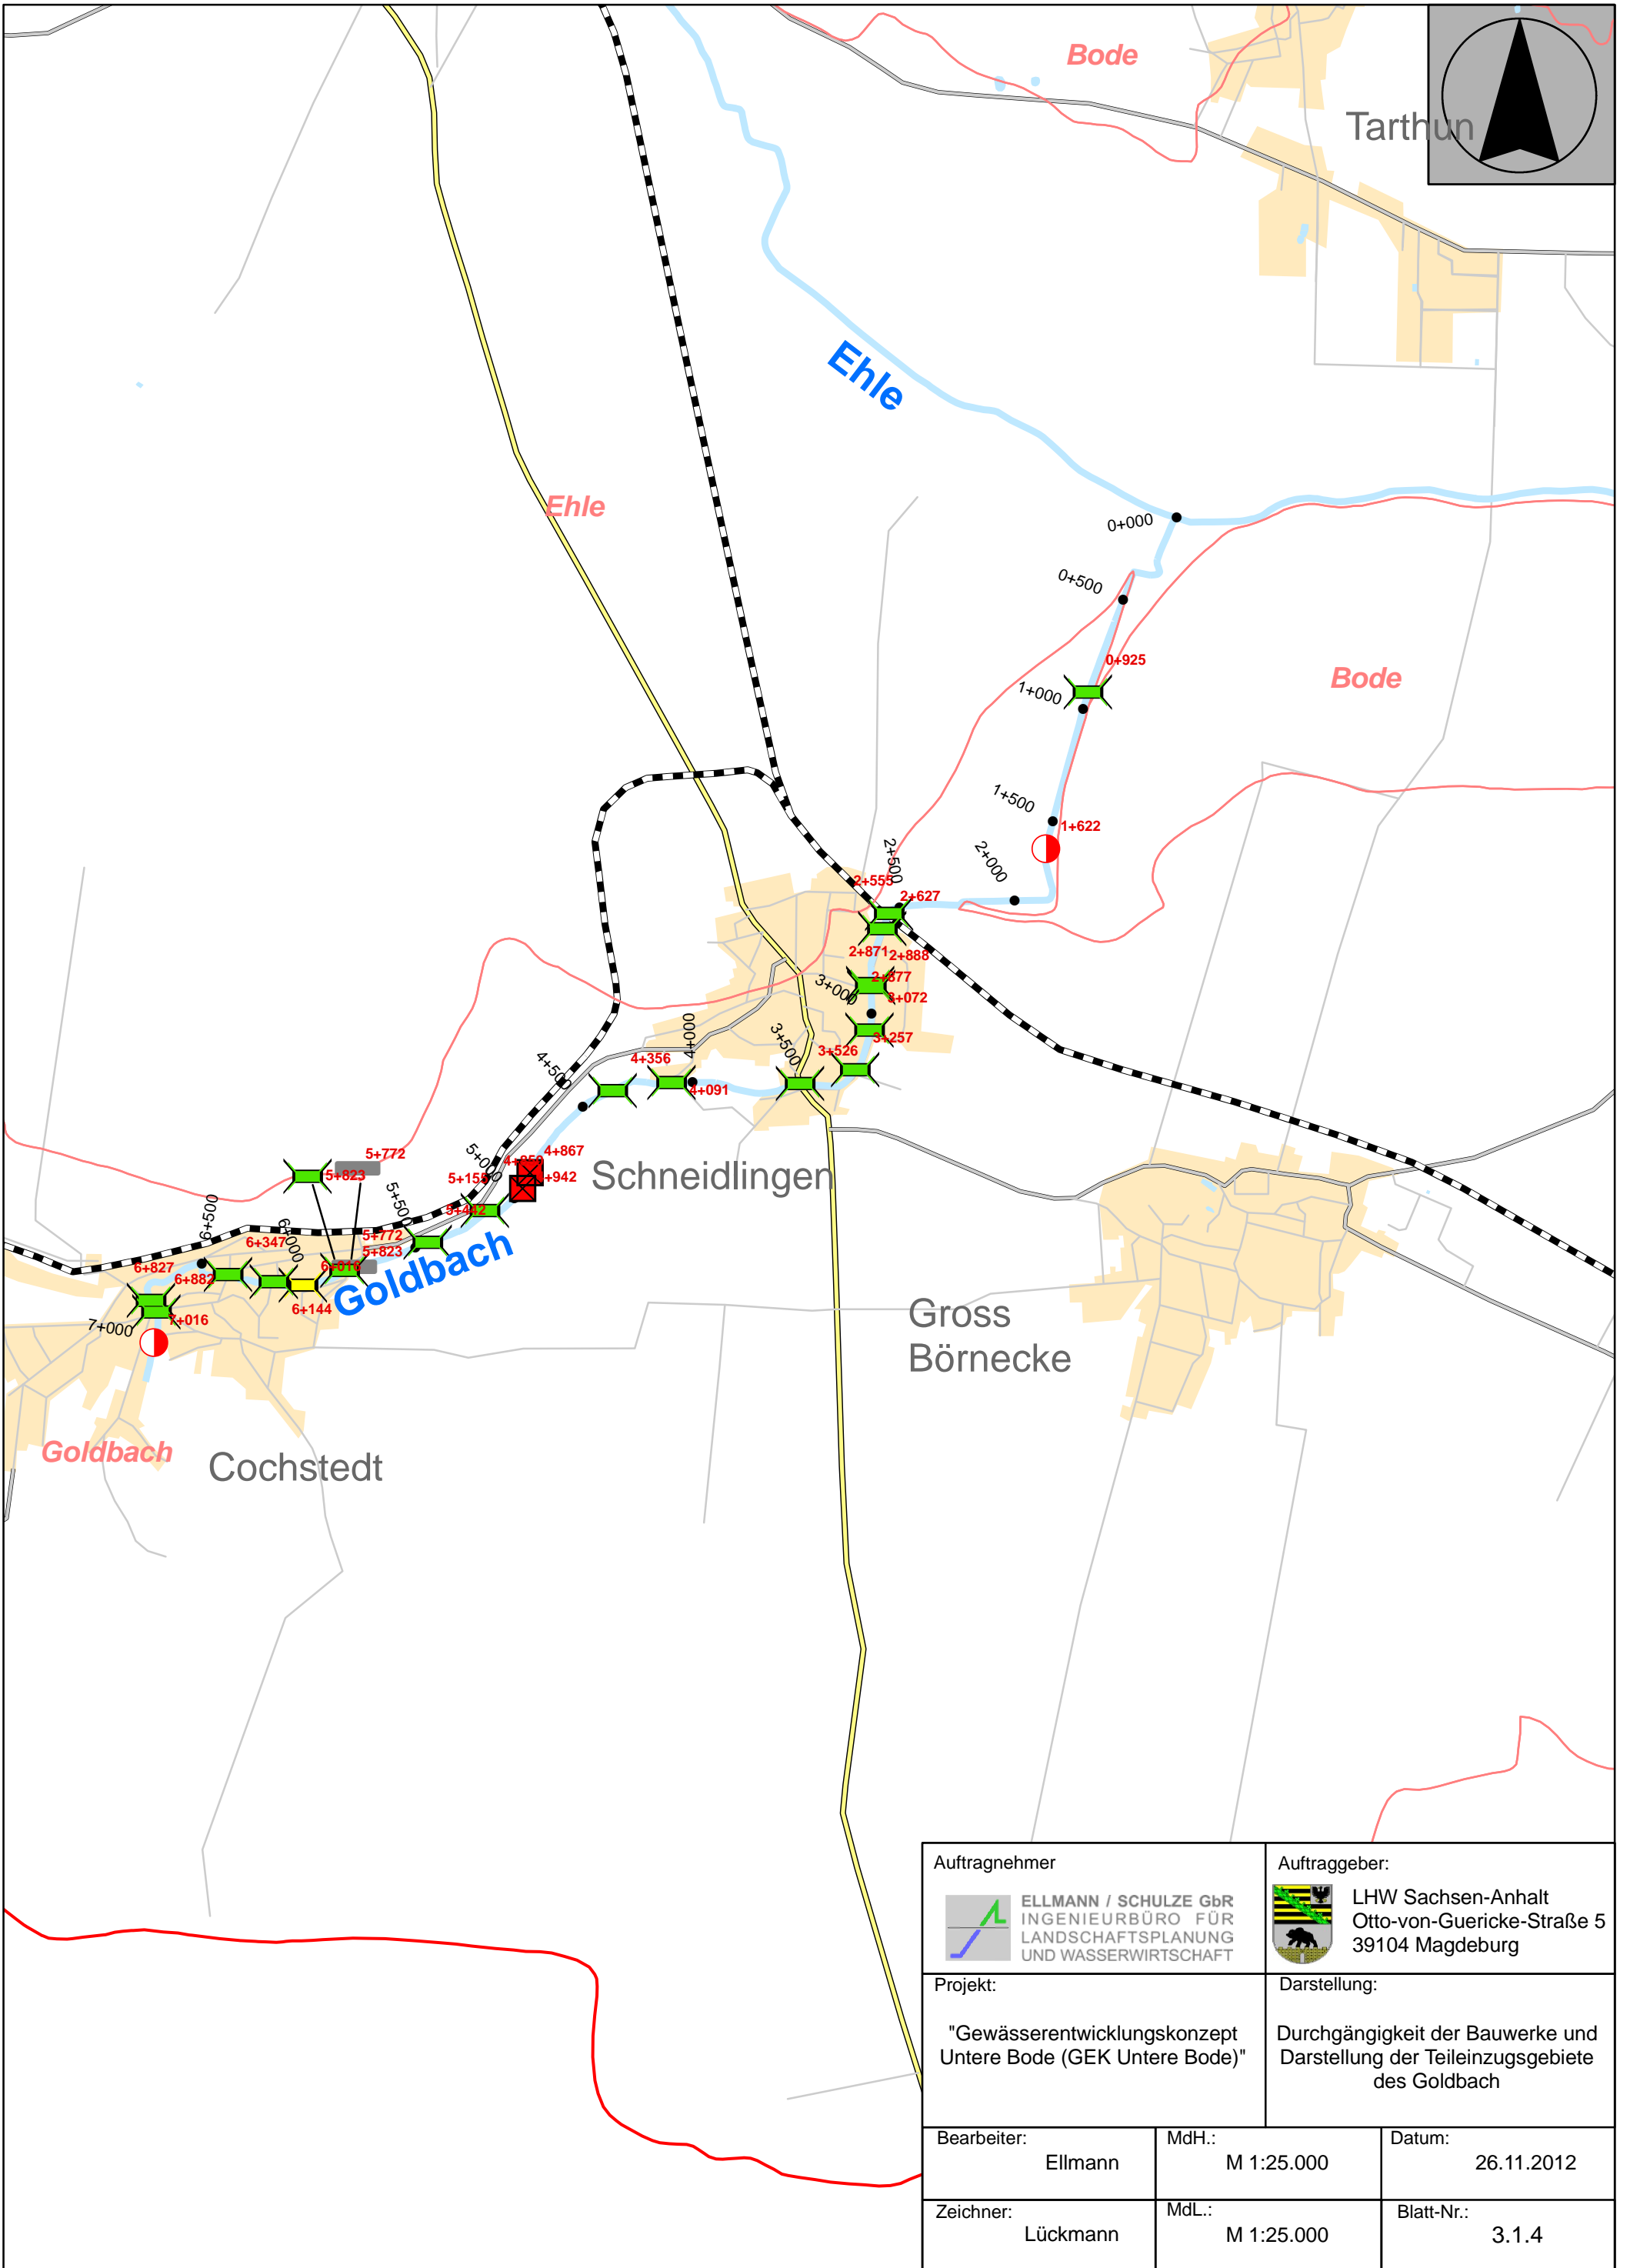 Bode
Tarthun
Ehle
Ehle
0+000
0+500
0+925
Bode
1+000
1+500
1+622
2+000
2+500
2+555
2+627
2+871
2+888
2+877
3+000
3+072
3+257
3+500
3+526
4+000
4+356
4+091
4+500
4+867
5+000
5+155
+942
Schneidlingen
5+442
5+772
5+823
5+500
6+500
6+000
6+347
5+772
5+823
6+016
Goldbach
6+827
6+882
6+144
7+016
7+000
Gross
Börnecke
Goldbach
Cochstedt
Auftragnehmer
ELLMANN / SCHULZE GbR
INGENIEURBÜRO FÜR
LANDSCHAFTSPLANUNG
UND WASSERWIRTSCHAFT
Auftraggeber:
LHW Sachsen-Anhalt
Otto-von-Guericke-Straße 5
39104 Magdeburg
Projekt:
"Gewässerentwicklungskonzept
Untere Bode (GEK Untere Bode)"
Darstellung:
Durchgängigkeit der Bauwerke und
Darstellung der Teileinzugsgebiete
des Goldbach
Bearbeiter:
Ellmann
MdH.:
M 1:25.000
Datum:
26.11.2012
Zeichner:
Lückmann
MdL.:
M 1:25.000
Blatt-Nr.:
3.1.4